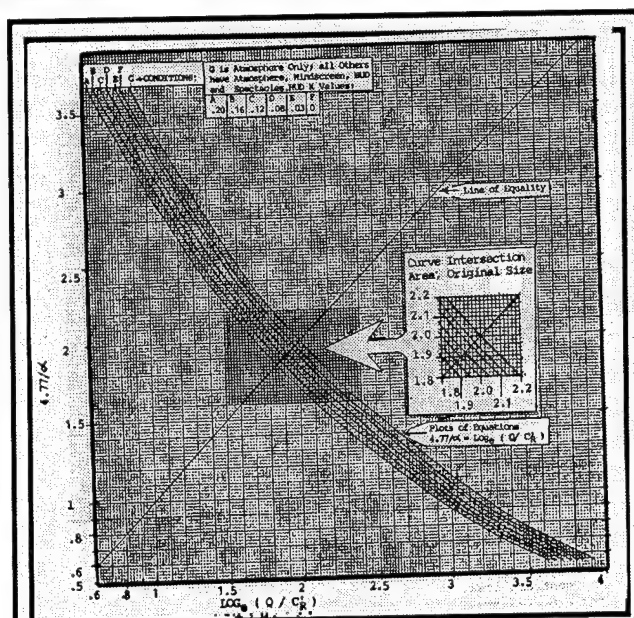 B D F
A C E G ← CONDITIONS;
G is Atmosphere Only; all Others
have Atmosphere, Windscreen, HUD
and Spectacles, HUD M Values:
A B C D E F
.20 .16 .12 .08 .03 0
3.5
3
Line of Equality
Curve Intersection
Area, Original Size
2.5
2.2
2.1
2.0
1.9
1.8
1.8 2.0 2.2
1.9 2.1
2
4.77/α
1.5
Plots of Equations
4.77/α = Logₑ ( Q / C'R )
1
.8
.6
.5
.6 .8 1 1.5 2 2.5 3 3.5 4
LOGₑ ( Q / C'R )